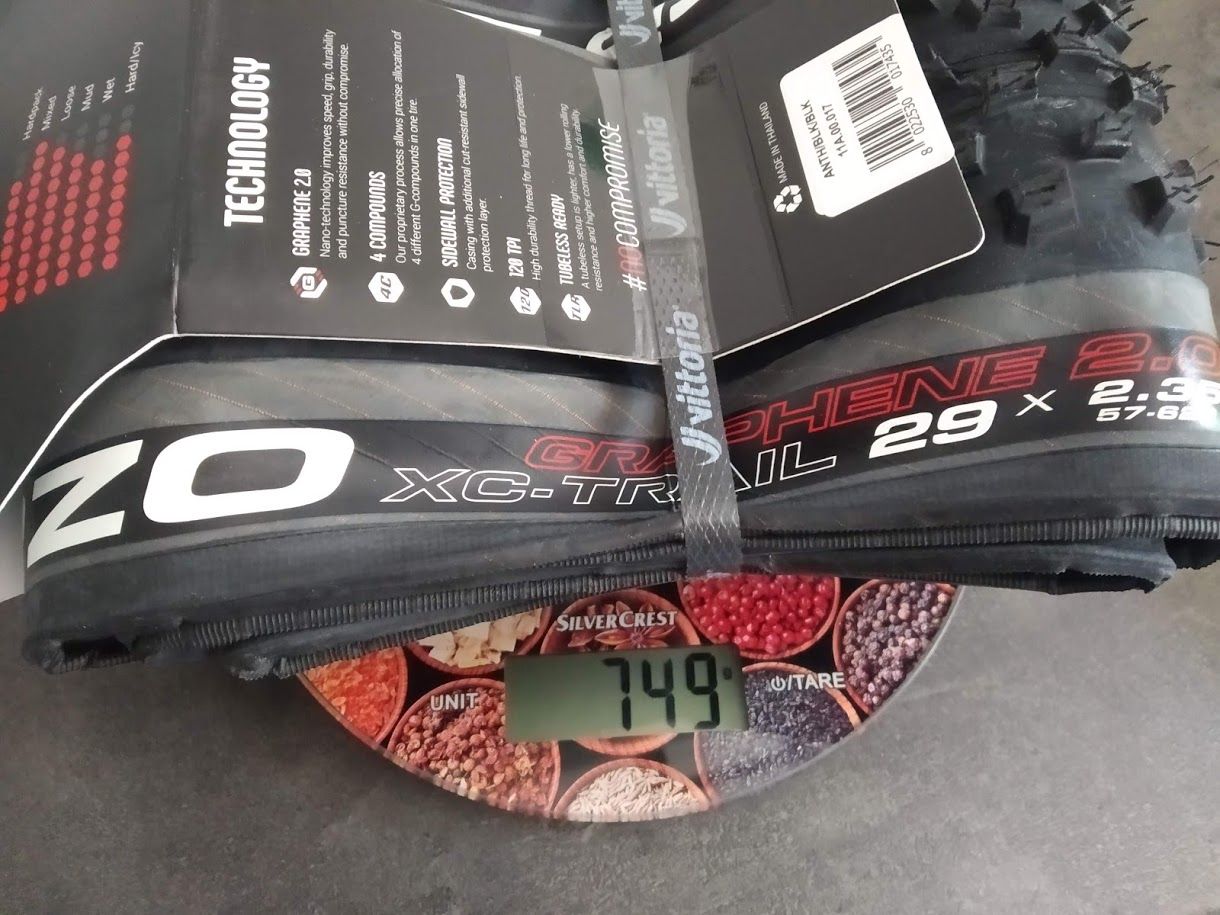 Hardpack
Mixed
Loose
Mud
Wet
Hard/Icy
TECHNOLOGY
GRAPHENE 2.0
Nano-technology improves speed, grip, durability
and puncture resistance without compromise.
4C
4 COMPOUNDS
Our proprietary process allows precise allocation of
4 different G-compounds in one tire.
SIDEWALL PROTECTION
Casing with additional cut-resistant sidewall
protection layer.
120
120 TPI
High durability thread for long life and protection.
TLR
TUBELESS READY
A tubeless setup is lighter, has a lower rolling
resistance and higher comfort and durability.
#NOCOMPROMISE
MADE IN THAILAND
ANTH/BLK/BLK
11A.00.017
8 022530 017435
vittoria
vittoria
vittoria
ZO
GRAPHENE 2.0
XC-TRAIL 29 x 2.35
57-622
SILVERCREST
749
UNIT
/TARE